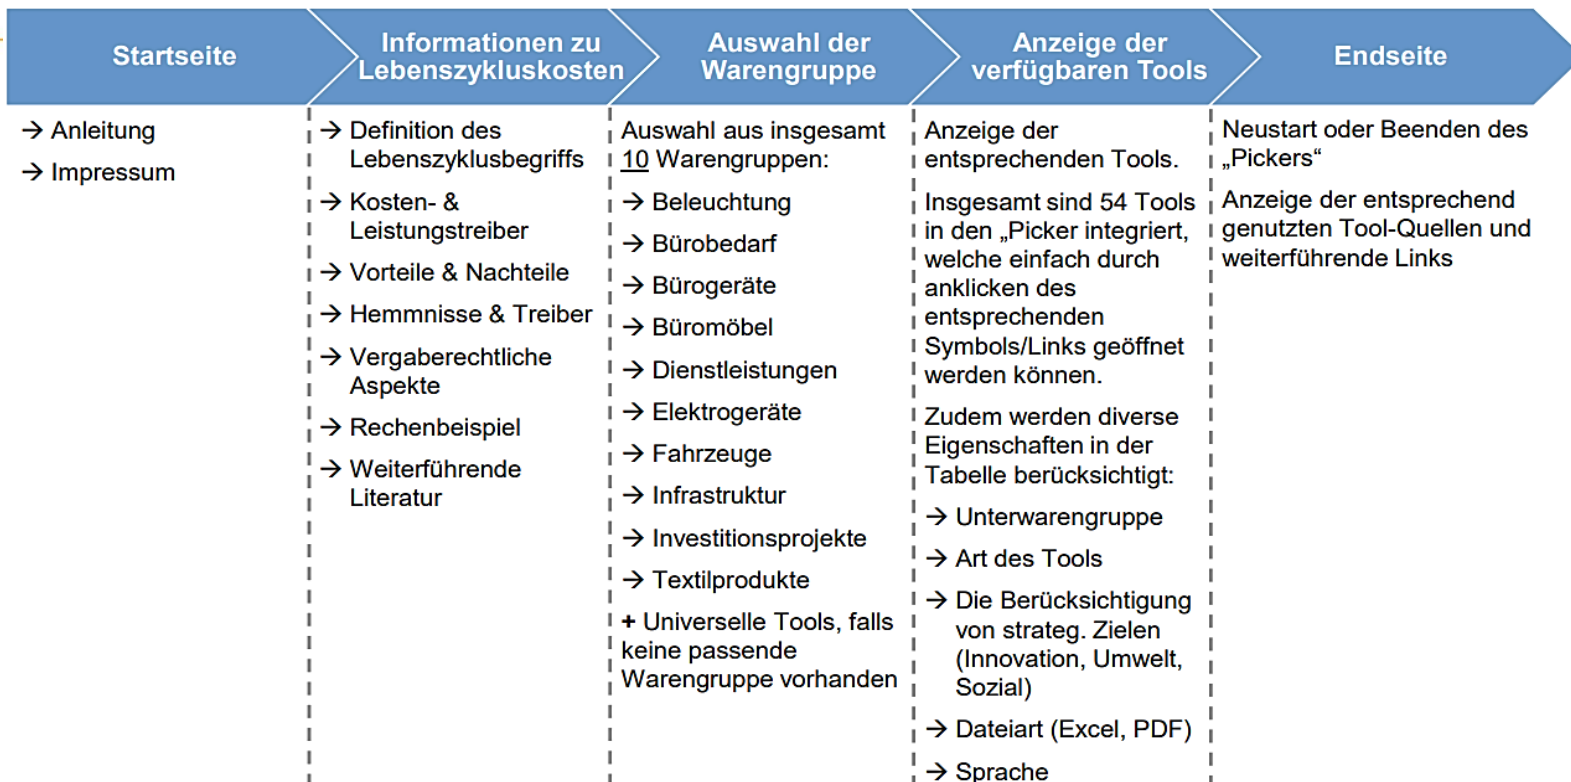 Startseite
Informationen zu
Lebenszykluskosten
Auswahl der
Warengruppe
Anzeige der
verfügbaren Tools
Endseite
→ Anleitung
→ Impressum
→ Definition des
Lebenszyklusbegriffs
→ Kosten- &
Leistungstreiber
→ Vorteile & Nachteile
→ Hemmnisse & Treiber
→ Vergaberechtliche
Aspekte
→ Rechenbeispiel
→ Weiterführende
Literatur
Auswahl aus insgesamt
10 Warengruppen:
→ Beleuchtung
→ Bürobedarf
→ Bürogeräte
→ Büromöbel
→ Dienstleistungen
→ Elektrogeräte
→ Fahrzeuge
→ Infrastruktur
→ Investitionsprojekte
→ Textilprodukte
+ Universelle Tools, falls
keine passende
Warengruppe vorhanden
Anzeige der
entsprechenden Tools.
Insgesamt sind 54 Tools
in den „Picker integriert,
welche einfach durch
anklicken des
entsprechenden
Symbols/Links geöffnet
werden können.
Zudem werden diverse
Eigenschaften in der
Tabelle berücksichtigt:
→ Unterwarengruppe
→ Art des Tools
→ Die Berücksichtigung
von strateg. Zielen
(Innovation, Umwelt,
Sozial)
→ Dateiart (Excel, PDF)
→ Sprache
Neustart oder Beenden des
„Pickers“
Anzeige der entsprechend
genutzten Tool-Quellen und
weiterführende Links